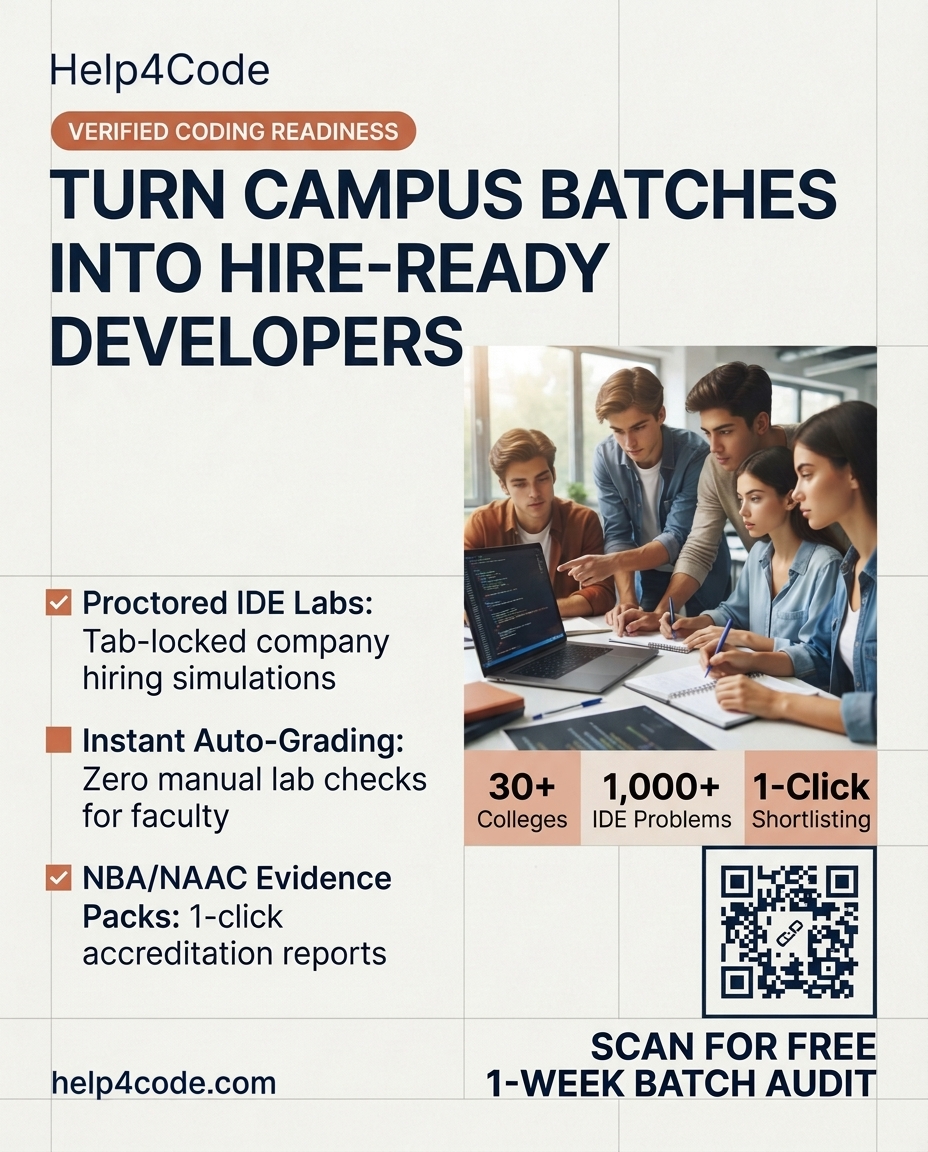 Help4Code
VERIFIED CODING READINESS
TURN CAMPUS BATCHES
INTO HIRE-READY
DEVELOPERS
Proctored IDE Labs:
Tab-locked company
hiring simulations
Instant Auto-Grading:
Zero manual lab checks
for faculty
NBA/NAAC Evidence
Packs: 1-click
accreditation reports
30+
Colleges
1,000+
IDE Problems
1-Click
Shortlisting
SCAN FOR FREE
1-WEEK BATCH AUDIT
help4code.com